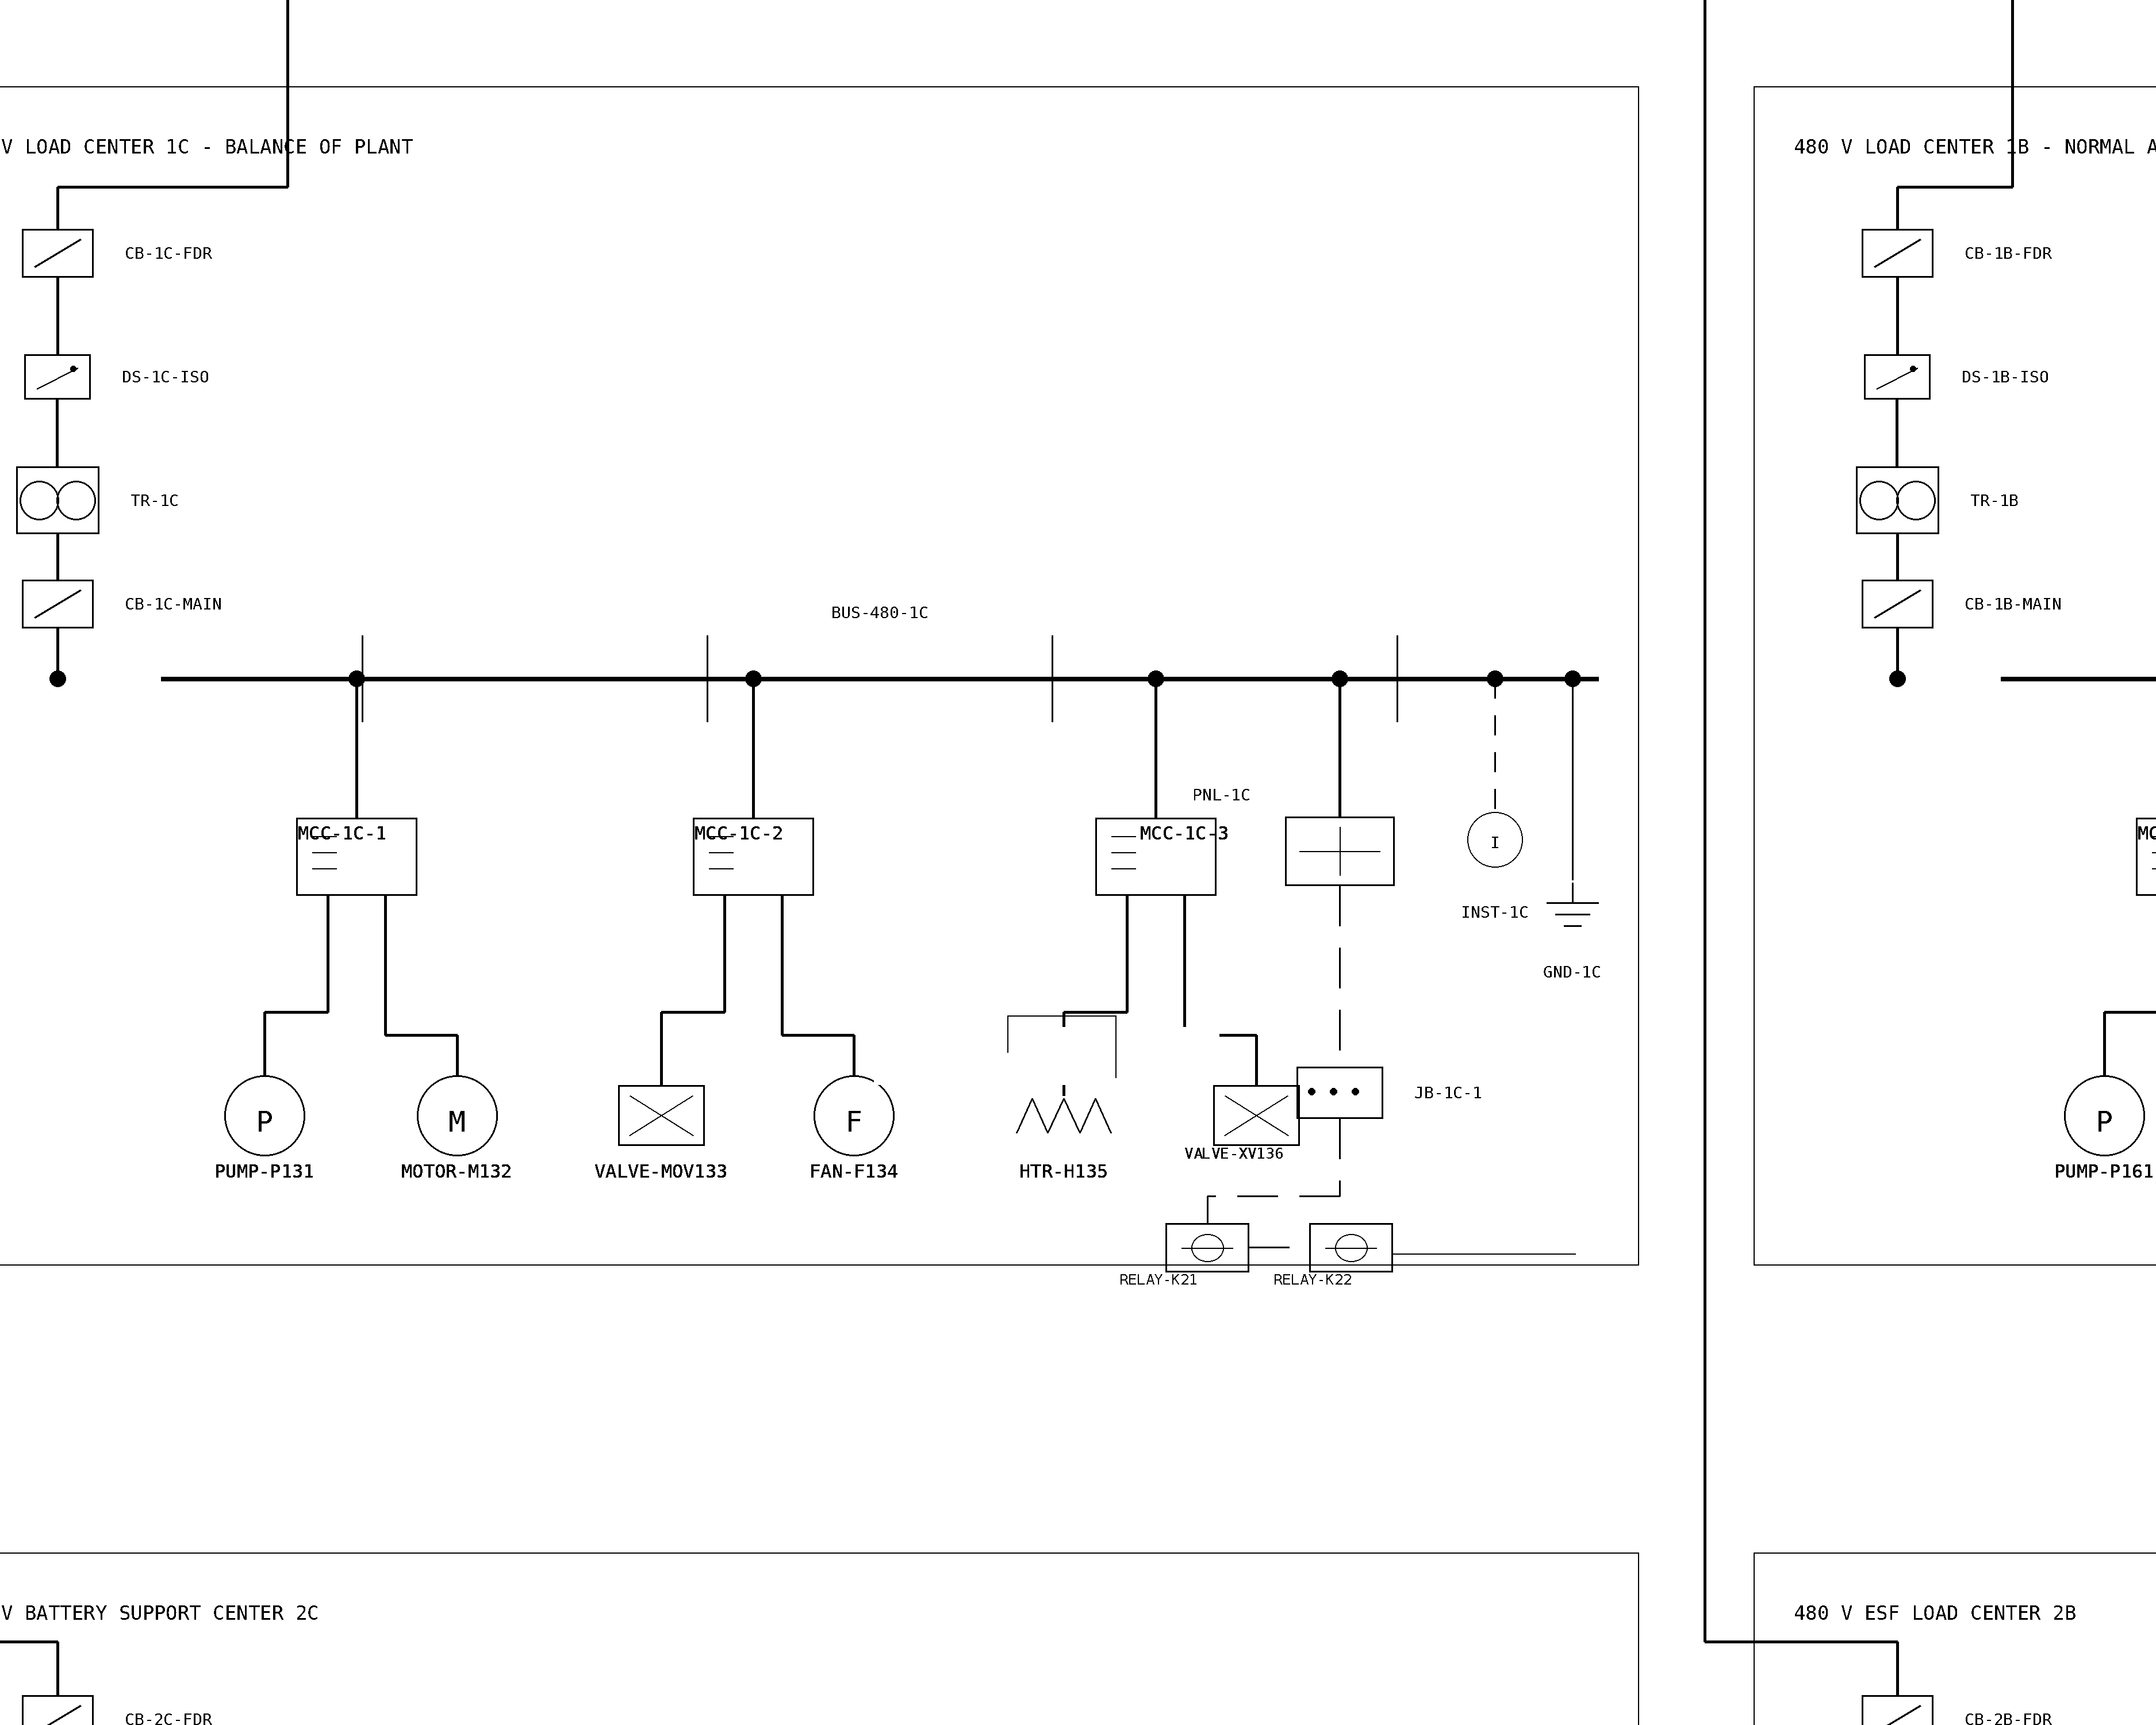 V LOAD CENTER 1C - BALANCE OF PLANT
480 V LOAD CENTER 1B - NORMAL A
CB-1C-FDR
CB-1B-FDR
DS-1C-ISO
DS-1B-ISO
TR-1C
TR-1B
CB-1C-MAIN
BUS-480-1C
CB-1B-MAIN
PNL-1C
MCC-1C-1
MCC-1C-2
MCC-1C-3
I
MC
INST-1C
GND-1C
JB-1C-1
P
M
F
P
VALVE-XV136
PUMP-P131
MOTOR-M132
VALVE-MOV133
FAN-F134
HTR-H135
PUMP-P161
RELAY-K21
RELAY-K22
V BATTERY SUPPORT CENTER 2C
480 V ESF LOAD CENTER 2B
CB-2C-FDR
CB-2B-FDR